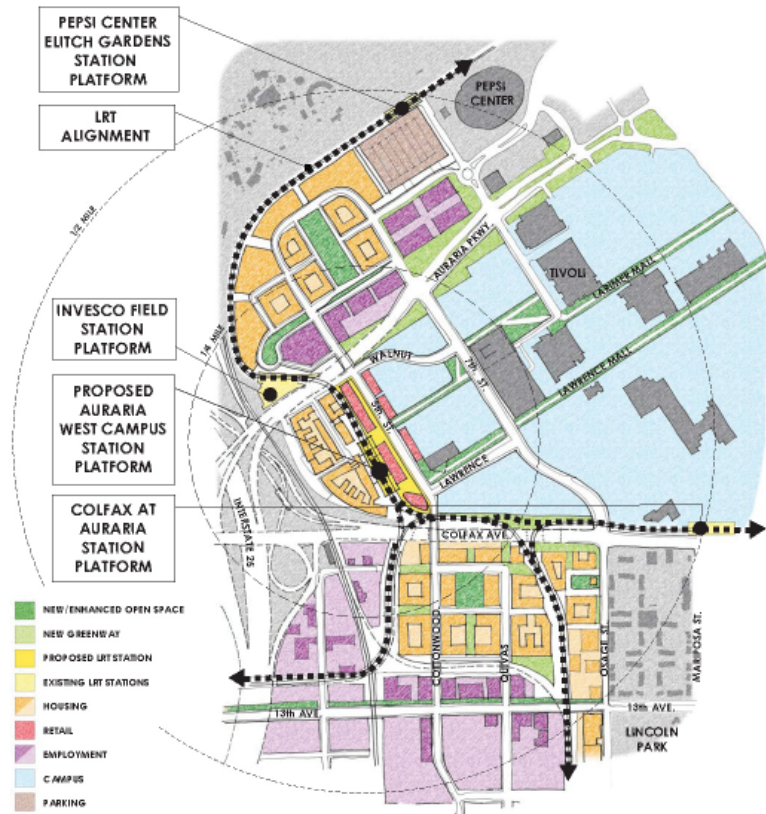 PEPSI CENTER
ELITCH GARDENS
STATION
PLATFORM
LRT
ALIGNMENT
PEPSI
CENTER
1/2 MILE
AURARIA PKWY
TIVOLI
LARIMER MALL
INVESCO FIELD
STATION
PLATFORM
1/4 MILE
WALNUT
7th ST.
LAWRENCE MALL
PROPOSED
AURARIA
WEST CAMPUS
STATION
PLATFORM
5th ST.
LAWRENCE
COLFAX AT
AURARIA
STATION
PLATFORM
INTERSTATE 25
COLFAX AVE.
NEW/ENHANCED OPEN SPACE
NEW GREENWAY
PROPOSED LRT STATION
EXISTING LRT STATIONS
HOUSING
RETAIL
EMPLOYMENT
CAMPUS
PARKING
COTTONWOOD
QUIVAS
OSAGE ST.
MARIPOSA ST.
13th AVE.
13th AVE.
LINCOLN
PARK